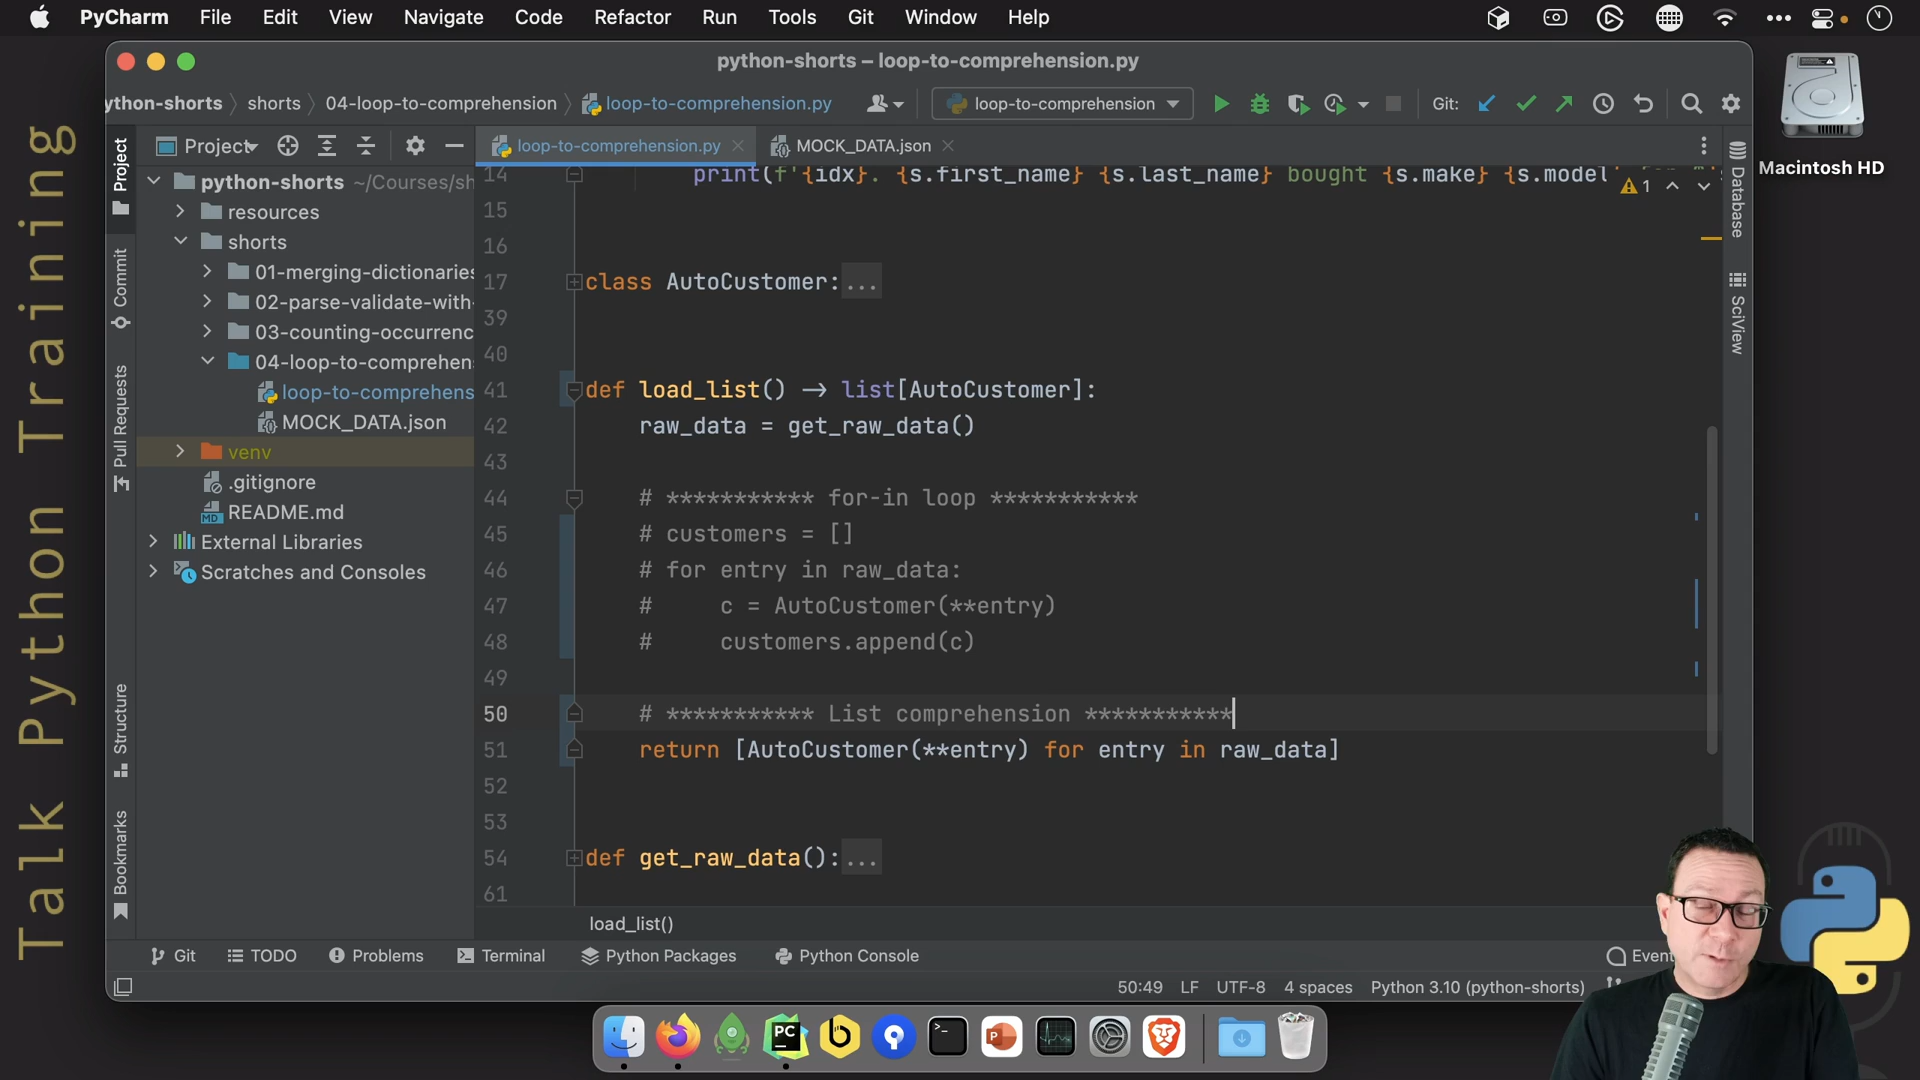 PyCharm File Edit View Navigate Code Refactor Run Tools Git Window Help
python-shorts – loop-to-comprehension.py
ython-shorts shorts 04-loop-to-comprehension loop-to-comprehension.py loop-to-comprehension Git:
Macintosh HD
Talk Python Training
Project
Commit
Pull Requests
Structure
Bookmarks
Project
python-shorts ~/Courses/sh
resources
shorts
01-merging-dictionaries
02-parse-validate-with-
03-counting-occurrenc
04-loop-to-comprehen
loop-to-comprehens
MOCK_DATA.json
venv
.gitignore
MD README.md
External Libraries
Scratches and Consoles
loop-to-comprehension.py MOCK_DATA.json
1
14 print(f'{idx}. {s.first_name} {s.last_name} bought {s.make} {s.model
15
16
17 class AutoCustomer:...
39
40
41 def load_list() → list[AutoCustomer]:
42 raw_data = get_raw_data()
43
44 # *********** for-in loop ***********
45 # customers = []
46 # for entry in raw_data:
47 # c = AutoCustomer(**entry)
48 # customers.append(c)
49
50 # *********** List comprehension ***********
51 return [AutoCustomer(**entry) for entry in raw_data]
52
53
54 def get_raw_data():...
61
load_list()
Database
SciView
Git TODO Problems Terminal Python Packages Python Console Event
50:49 LF UTF-8 4 spaces Python 3.10 (python-shorts)
PC